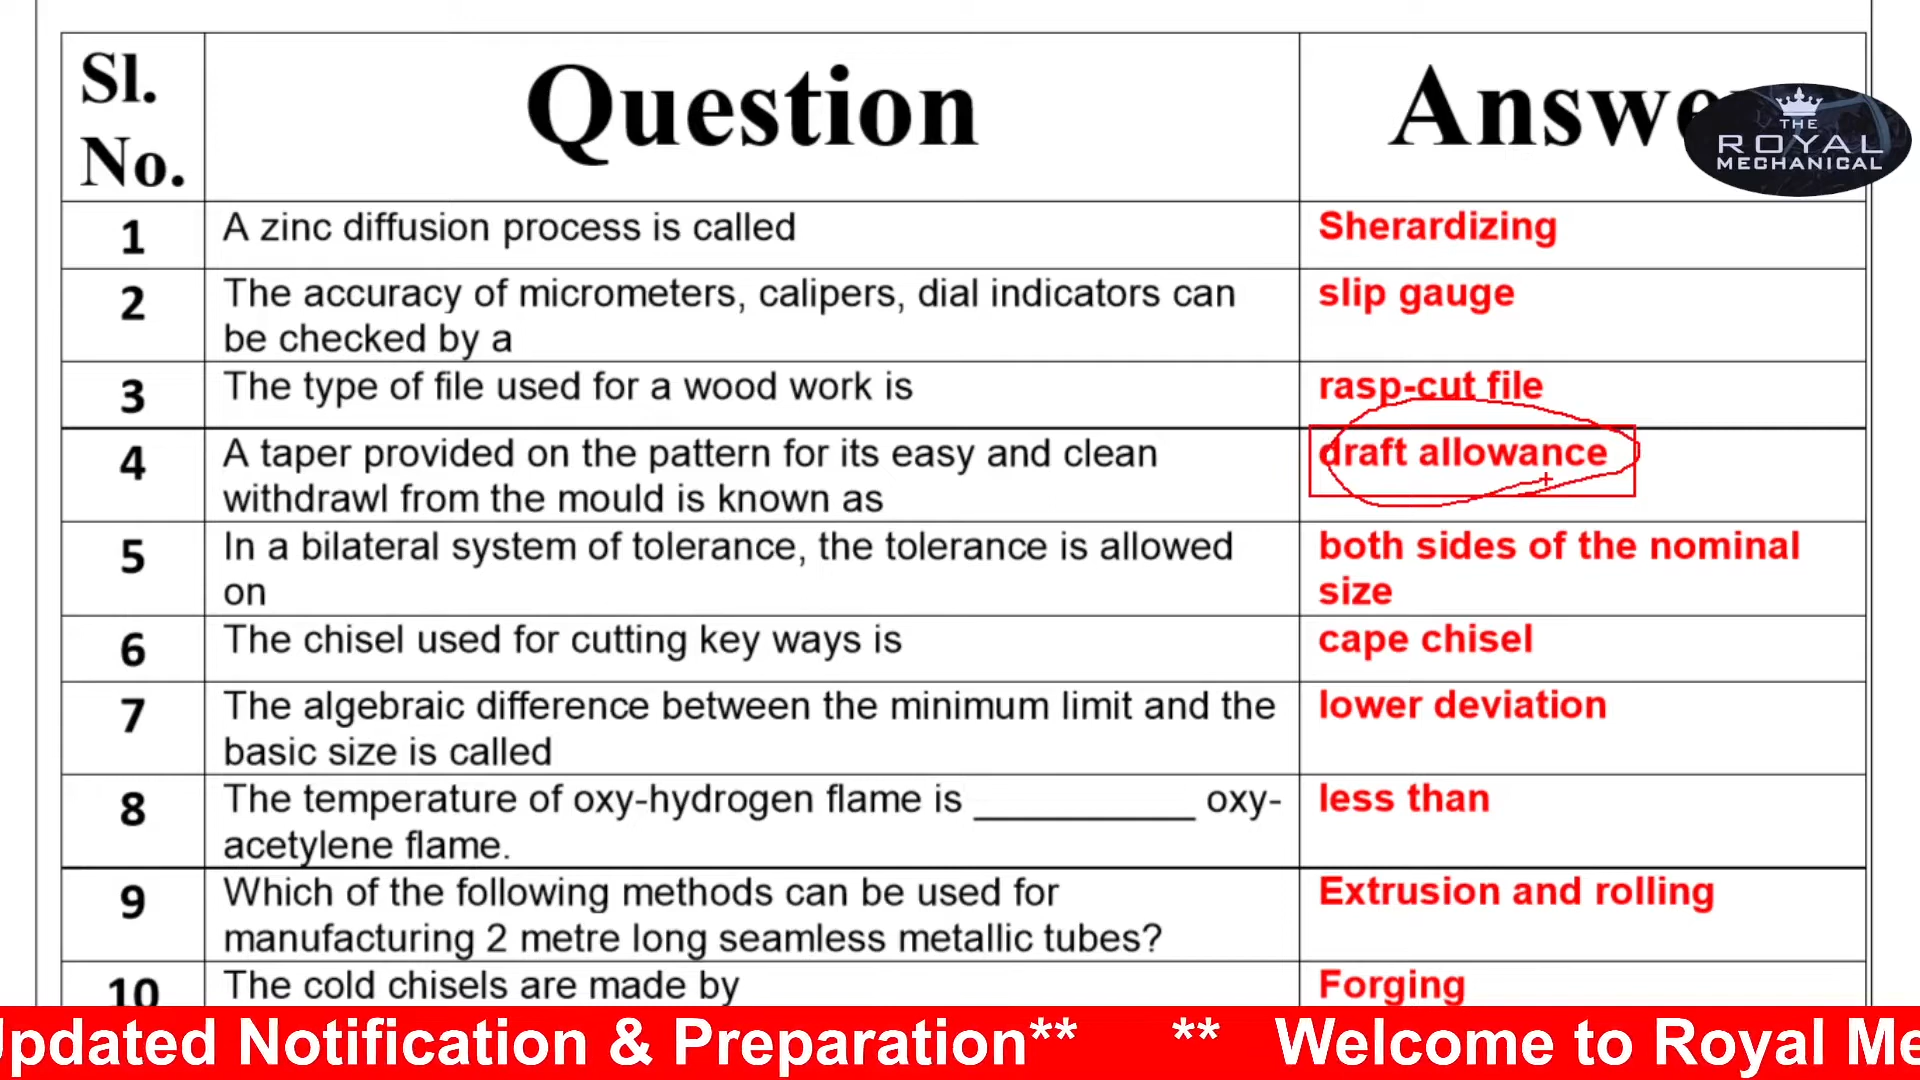 Sl.
No.
Question
Answe
THE
ROYAL
MECHANICAL
1
A zinc diffusion process is called
Sherardizing
2
The accuracy of micrometers, calipers, dial indicators can
be checked by a
slip gauge
3
The type of file used for a wood work is
rasp-cut file
4
A taper provided on the pattern for its easy and clean
withdrawl from the mould is known as
draft allowance
5
In a bilateral system of tolerance, the tolerance is allowed
on
both sides of the nominal
size
6
The chisel used for cutting key ways is
cape chisel
7
The algebraic difference between the minimum limit and the
basic size is called
lower deviation
8
The temperature of oxy-hydrogen flame is __________ oxy-
acetylene flame.
less than
9
Which of the following methods can be used for
manufacturing 2 metre long seamless metallic tubes?
Extrusion and rolling
10
The cold chisels are made by
Forging
Updated Notification & Preparation** ** Welcome to Royal Me